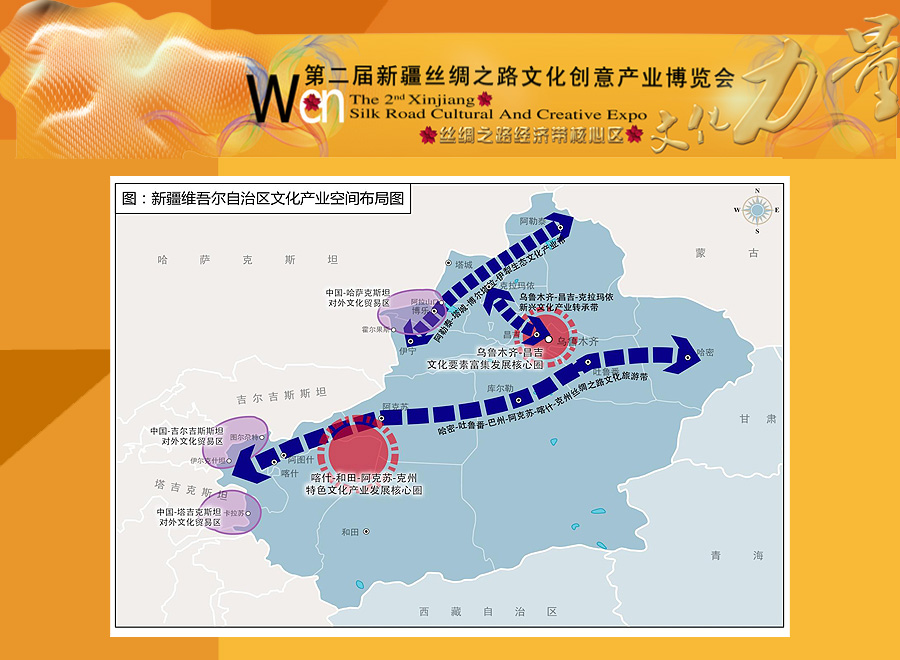 第二届新疆丝绸之路文化创意产业博览会
Wcn
The 2nd Xinjiang
Silk Road Cultural And Creative Expo
丝绸之路经济带核心区
文化力量
图：新疆维吾尔自治区文化产业空间布局图
N
W
E
S
阿勒泰
哈萨克斯坦
蒙古
塔城
克拉玛依
中国-哈萨克斯坦
对外文化贸易区
阿拉山口
博乐
乌鲁木齐-昌吉-克拉玛依
新兴文化产业转承带
阿勒泰-塔城-博尔塔拉-伊犁生态文化产业带
霍尔果斯
伊宁
昌吉
乌鲁木齐
乌鲁木齐-昌吉
文化要素富集发展核心圈
哈密
吐鲁番
库尔勒
吉尔吉斯斯坦
阿克苏
哈密-吐鲁番-巴州-阿克苏-喀什-克州丝绸之路文化旅游带
甘肃
中国-吉尔吉斯斯坦
对外文化贸易区
图尔尕特
伊尔克什坦
阿图什
喀什
喀什-和田-阿克苏-克州
特色文化产业发展核心圈
塔吉克斯坦
中国-塔吉克斯坦
对外文化贸易区
卡拉苏
和田
青海
西藏自治区